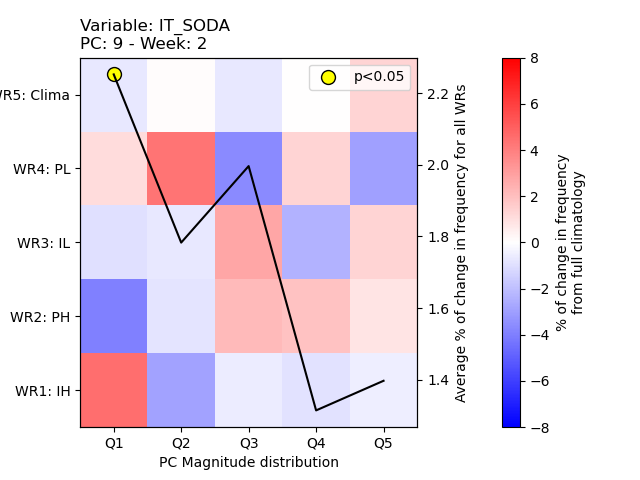 Variable: IT_SODA
PC: 9 - Week: 2
p<0.05
WR5: Clima
WR4: PL
WR3: IL
WR2: PH
WR1: IH
Q1 Q2 Q3 Q4 Q5
PC Magnitude distribution
2.2
2.0
1.8
1.6
1.4
Average % of change in frequency for all WRs
8
6
4
2
0
−2
−4
−6
−8
% of change in frequency
from full climatology